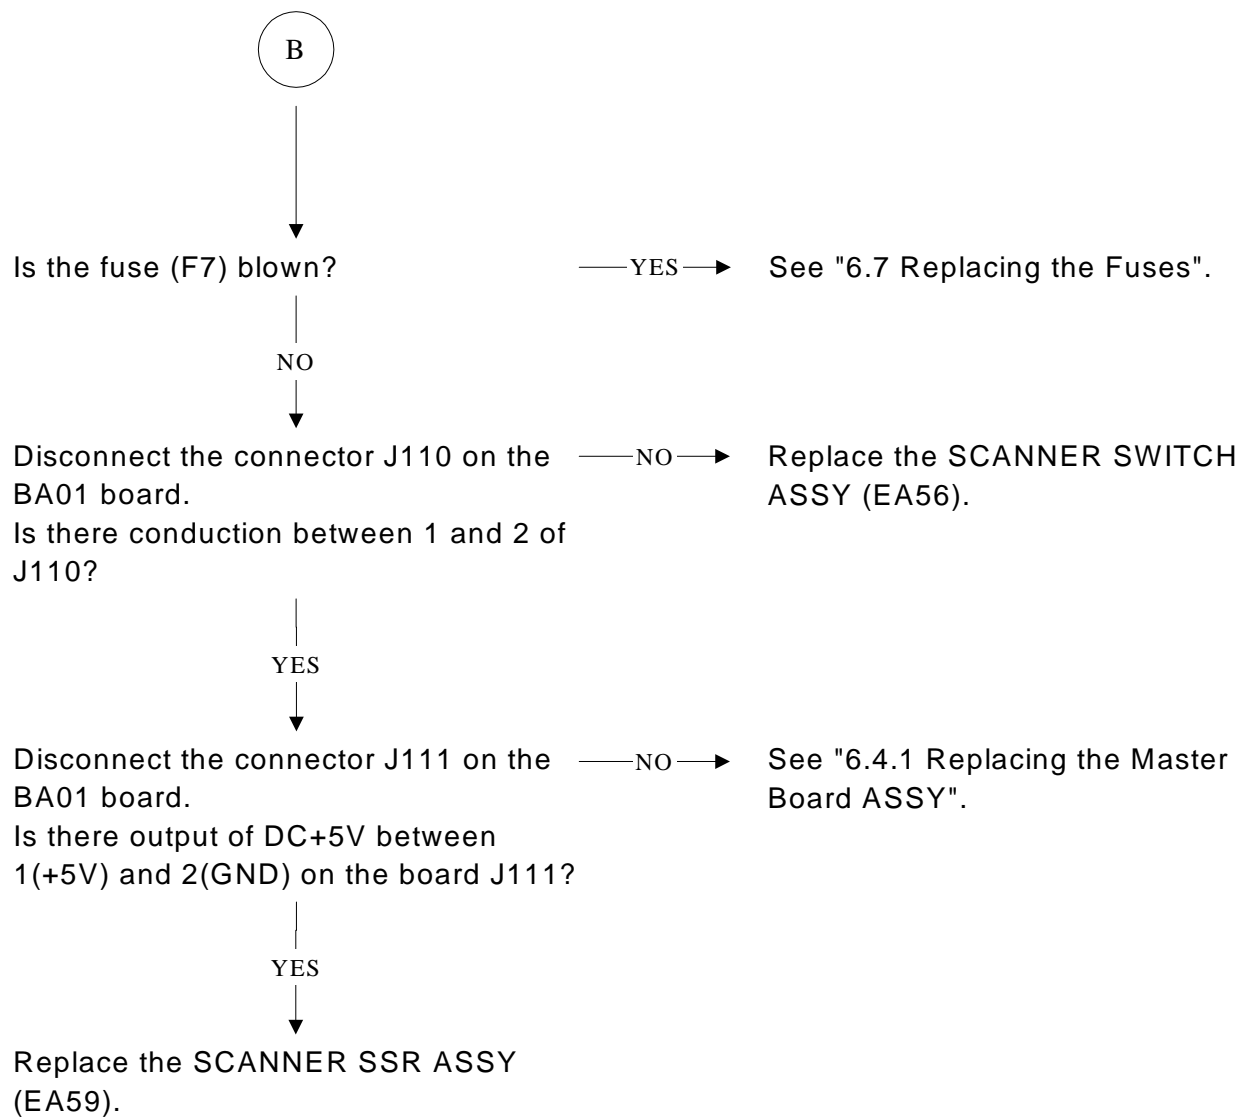 B
Is the fuse (F7) blown?
YES
See "6.7 Replacing the Fuses".
NO
Disconnect the connector J110 on the
BA01 board.
Is there conduction between 1 and 2 of
J110?
NO
Replace the SCANNER SWITCH
ASSY (EA56).
YES
Disconnect the connector J111 on the
BA01 board.
Is there output of DC+5V between
1(+5V) and 2(GND) on the board J111?
NO
See "6.4.1 Replacing the Master
Board ASSY".
YES
Replace the SCANNER SSR ASSY
(EA59).